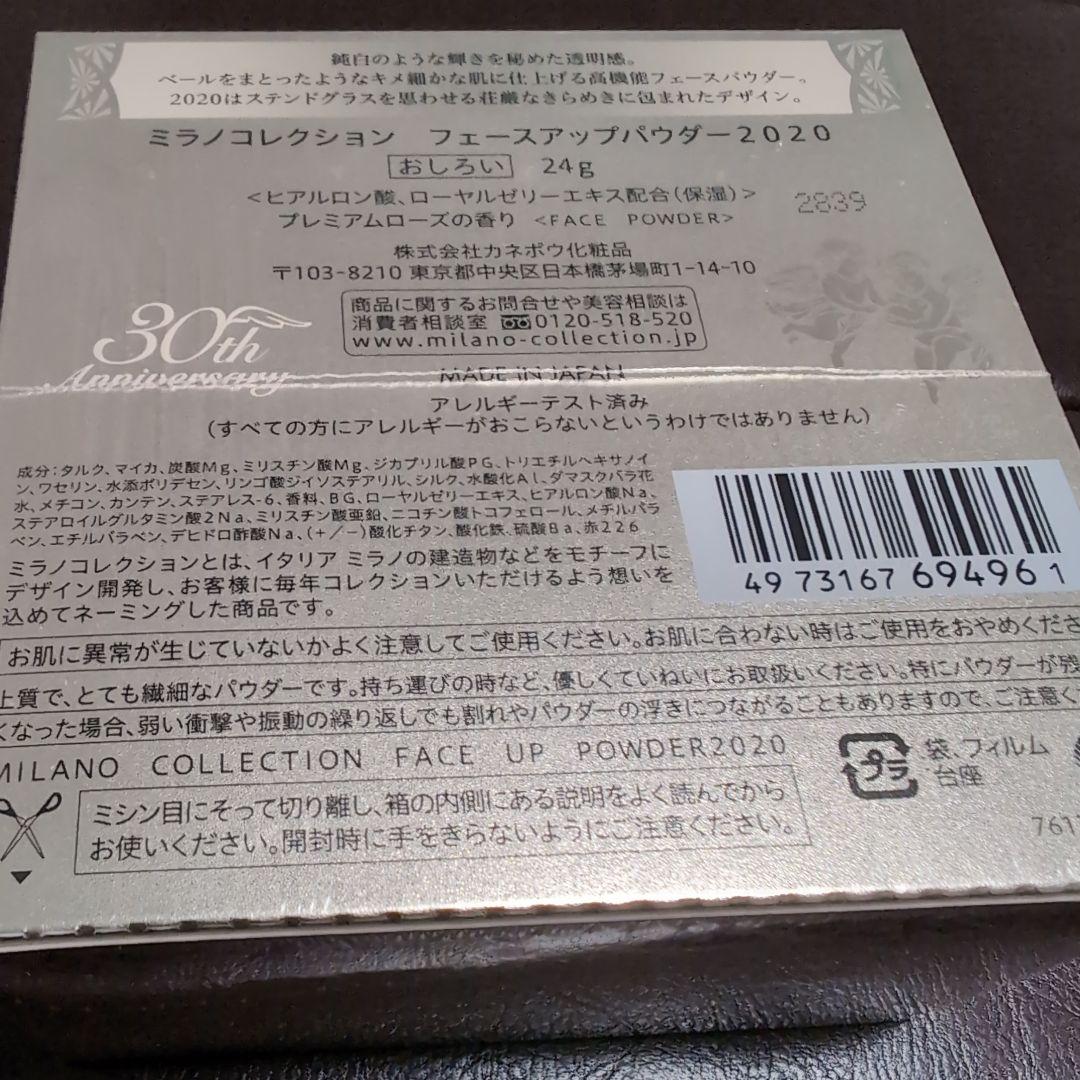 純白のような輝きを秘めた透明感。
ベールをまとったようなキメ細かな肌に仕上げる高機能フェースパウダー。
2020はステンドグラスを思わせる荘厳なきらめきに包まれたデザイン。
ミラノコレクション　フェースアップパウダー2020
おしろい 24g
<ヒアルロン酸、ローヤルゼリーエキス配合(保湿)>
プレミアムローズの香り <FACE POWDER>
2839
株式会社カネボウ化粧品
〒103-8210 東京都中央区日本橋茅場町1-14-10
商品に関するお問合せや美容相談は
消費者相談室 0120-518-520
www.milano-collection.jp
30th
Anniversary
MADE IN JAPAN
アレルギーテスト済み
(すべての方にアレルギーがおこらないというわけではありません)
成分:タルク、マイカ、炭酸Mg、ミリスチン酸Mg、ジカプリル酸PG、トリエチルヘキサノイ
ン、ワセリン、水添ポリデセン、リンゴ酸ジイソステアリル、シルク、水酸化Al、ダマスクバラ花
水、メチコン、カンテン、ステアレス-6、香料、BG、ローヤルゼリーエキス、ヒアルロン酸Na、
ステアロイルグルタミン酸2Na、ミリスチン酸亜鉛、ニコチン酸トコフェロール、メチルパラ
ベン、エチルパラベン、デヒドロ酢酸Na、(+/-)酸化チタン、酸化鉄、硫酸Ba、赤226
ミラノコレクションとは、イタリア ミラノの建造物などをモチーフに
デザイン開発し、お客様に毎年コレクションいただけるよう想いを
込めてネーミングした商品です。
4973167694961
お肌に異常が生じていないかよく注意してご使用ください。お肌に合わない時はご使用をおやめくださ
上質で、とても繊細なパウダーです。持ち運びの時など、優しくていねいにお取扱いください。特にパウダーが残
くなった場合、弱い衝撃や振動の繰り返しでも割れやパウダーの浮きにつながることもありますので、ご注意く
MILANO COLLECTION FACE UP POWDER2020
プラ 袋、フィルム
台座
ミシン目にそって切り離し、箱の内側にある説明をよく読んでから
お使いください。開封時に手をきらないようにご注意ください。
761